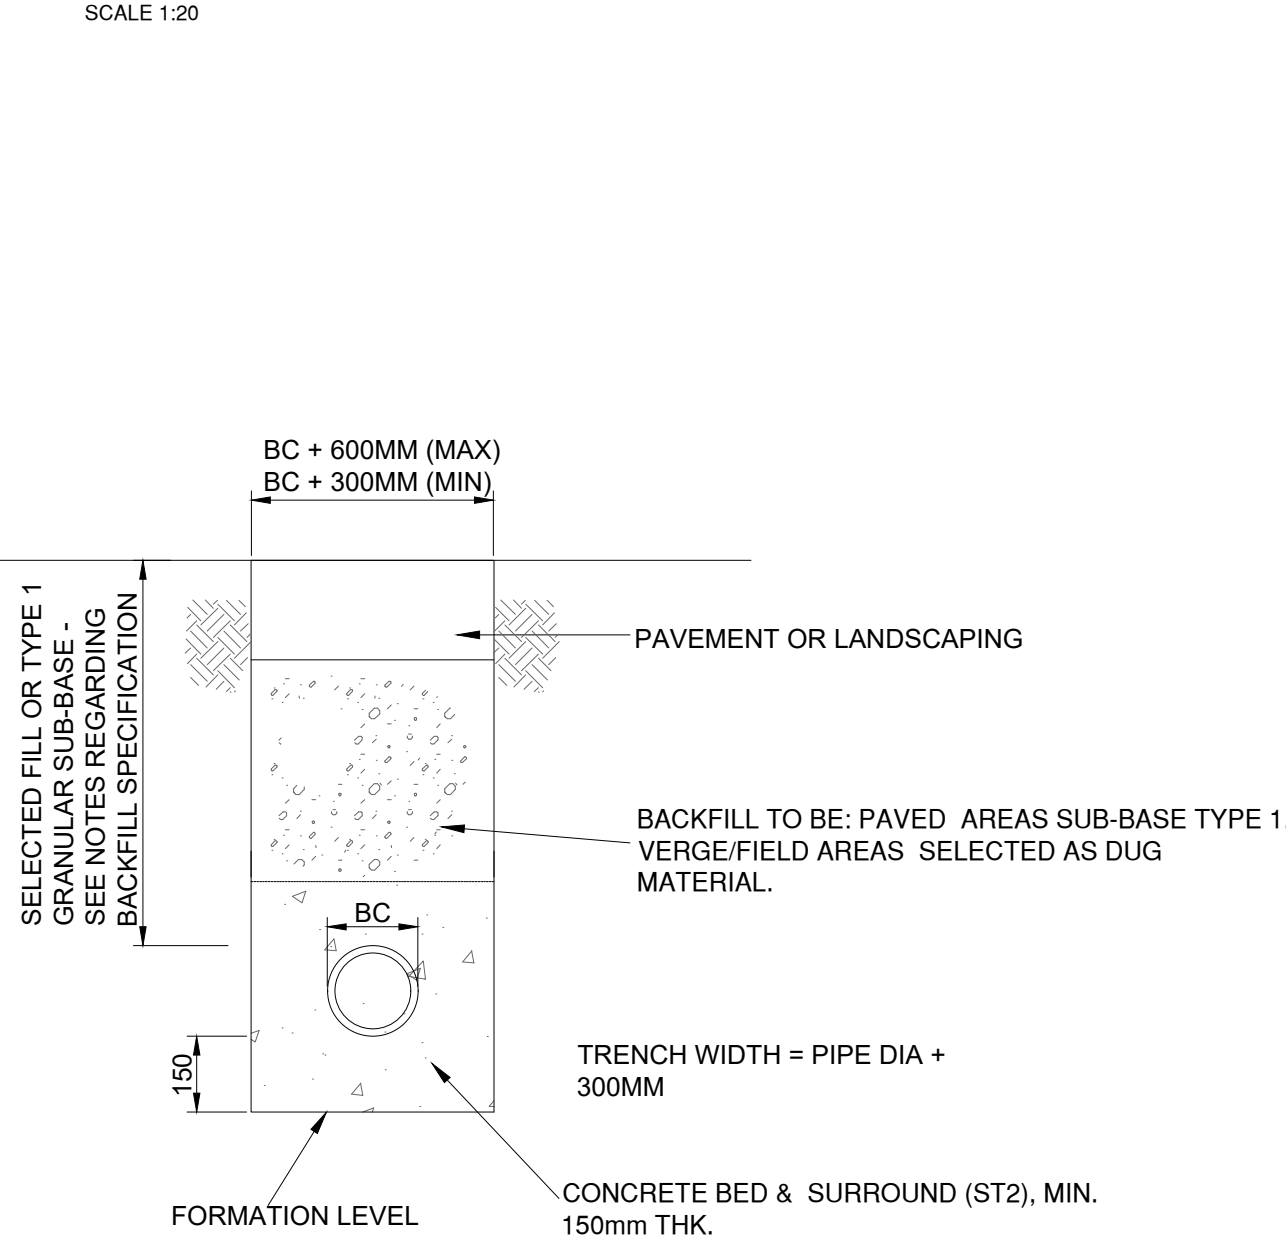 SCALE 1:20
BC + 600MM (MAX)
BC + 300MM (MIN)
SELECTED FILL OR TYPE 1
GRANULAR SUB-BASE -
SEE NOTES REGARDING
BACKFILL SPECIFICATION
PAVEMENT OR LANDSCAPING
BACKFILL TO BE: PAVED AREAS SUB-BASE TYPE 1.
VERGE/FIELD AREAS SELECTED AS DUG
MATERIAL.
BC
150
TRENCH WIDTH = PIPE DIA +
300MM
CONCRETE BED & SURROUND (ST2), MIN.
150mm THK.
FORMATION LEVEL